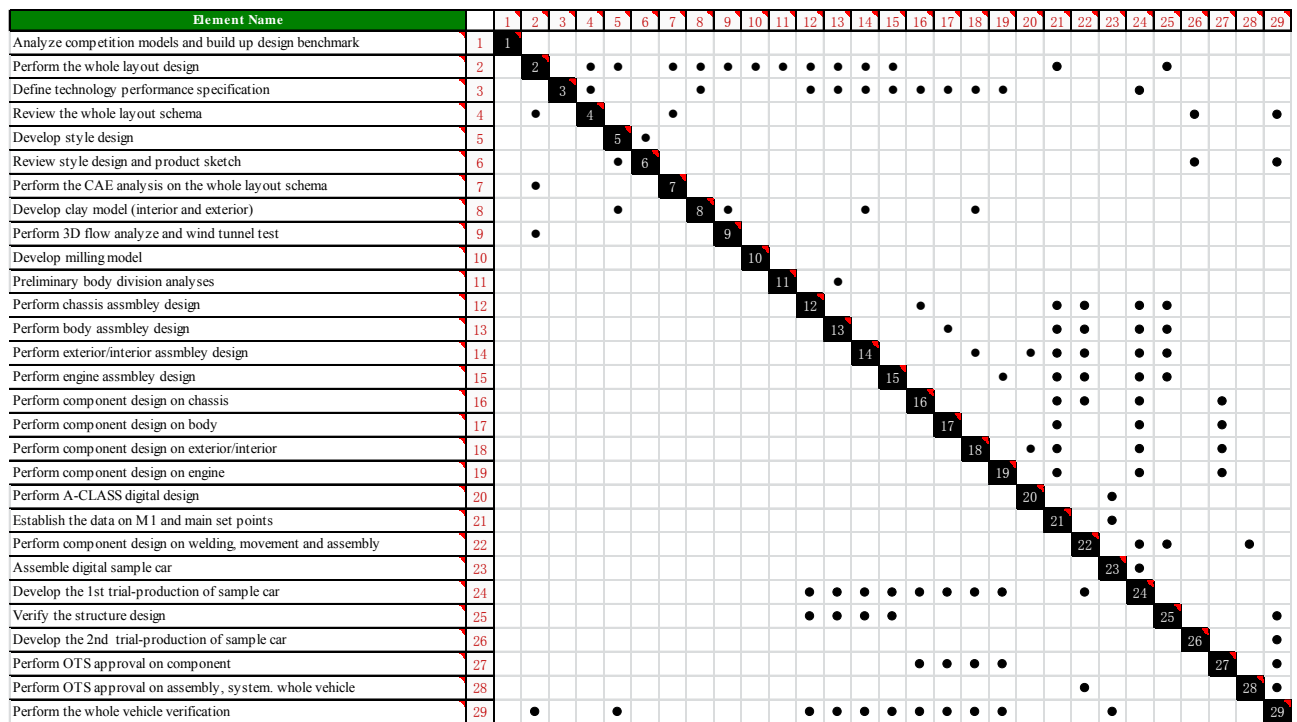 Element Name 1 2 3 4 5 6 7 8 9 10 11 12 13 14 15 16 17 18 19 20 21 22 23 24 25 26 27 28 29
Analyze competition models and build up design benchmark 1 1
Perform the whole layout design 2 2
Define technology performance specification 3 3
Review the whole layout schema 4 4
Develop style design 5 5
Review style design and product sketch 6 6
Perform the CAE analysis on the whole layout schema 7 7
Develop clay model (interior and exterior) 8 8
Perform 3D flow analyze and wind tunnel test 9 9
Develop milling model 10 10
Preliminary body division analyses 11 11
Perform chassis assmbley design 12 12
Perform body assmbley design 13 13
Perform exterior/interior assmbley design 14 14
Perform engine assmbley design 15 15
Perform component design on chassis 16 16
Perform component design on body 17 17
Perform component design on exterior/interior 18 18
Perform component design on engine 19 19
Perform A-CLASS digital design 20 20
Establish the data on M1 and main set points 21 21
Perform component design on welding, movement and assembly 22 22
Assemble digital sample car 23 23
Develop the 1st trial-production of sample car 24 24
Verify the structure design 25 25
Develop the 2nd trial-production of sample car 26 26
Perform OTS approval on component 27 27
Perform OTS approval on assembly, system. whole vehicle 28 28
Perform the whole vehicle verification 29 29